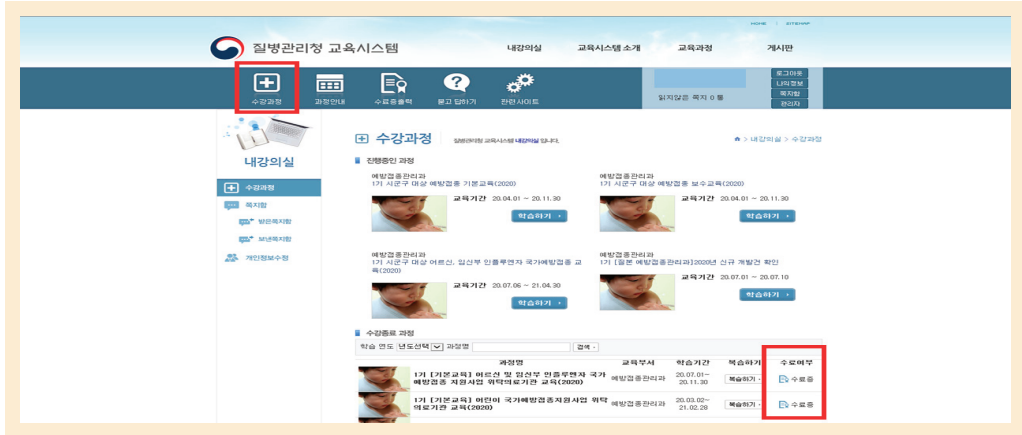 HOME | SITEMAP
질병관리청 교육시스템
내강의실 교육시스템 소개 교육과정 게시판
수강과정 과정안내 수료증출력 묻고 답하기 관련사이트
읽지않은 쪽지 0 통
로그아웃
나의정보
쪽지함
관리자
내강의실
수강과정
쪽지함
받은쪽지함
보낸쪽지함
개인정보수정
수강과정 질병관리청 교육시스템 내강의실 입니다.
> 내강의실 > 수강과정
진행중인 과정
예방접종관리과
1기 시군구 대상 예방접종 기본교육(2020)
교육기간 20.04.01 ~ 20.11.30
학습하기
예방접종관리과
1기 시군구 대상 예방접종 보수교육(2020)
교육기간 20.04.01 ~ 20.11.30
학습하기
예방접종관리과
1기 시군구 대상 어르신, 임신부 인플루엔자 국가예방접종 교
육(2020)
교육기간 20.07.06 ~ 21.04.30
학습하기
예방접종관리과
1기 [질본 예방접종관리과]2020년 신규 개발건 확인
교육기간 20.07.01 ~ 20.07.10
학습하기
수강종료 과정
학습 연도 년도선택 과정명 검색
과정명 교육부서 학습기간 복습하기 수료여부
1기 [기본교육] 어르신 및 임산부 인플루엔자 국가
예방접종 지원사업 위탁의료기관 교육(2020)
예방접종관리과
20.07.01~
20.11.30
복습하기
수료증
1기 [기본교육] 어린이 국가예방접종지원사업 위탁
의료기관 교육(2020)
예방접종관리과
20.03.02~
21.02.28
복습하기
수료증